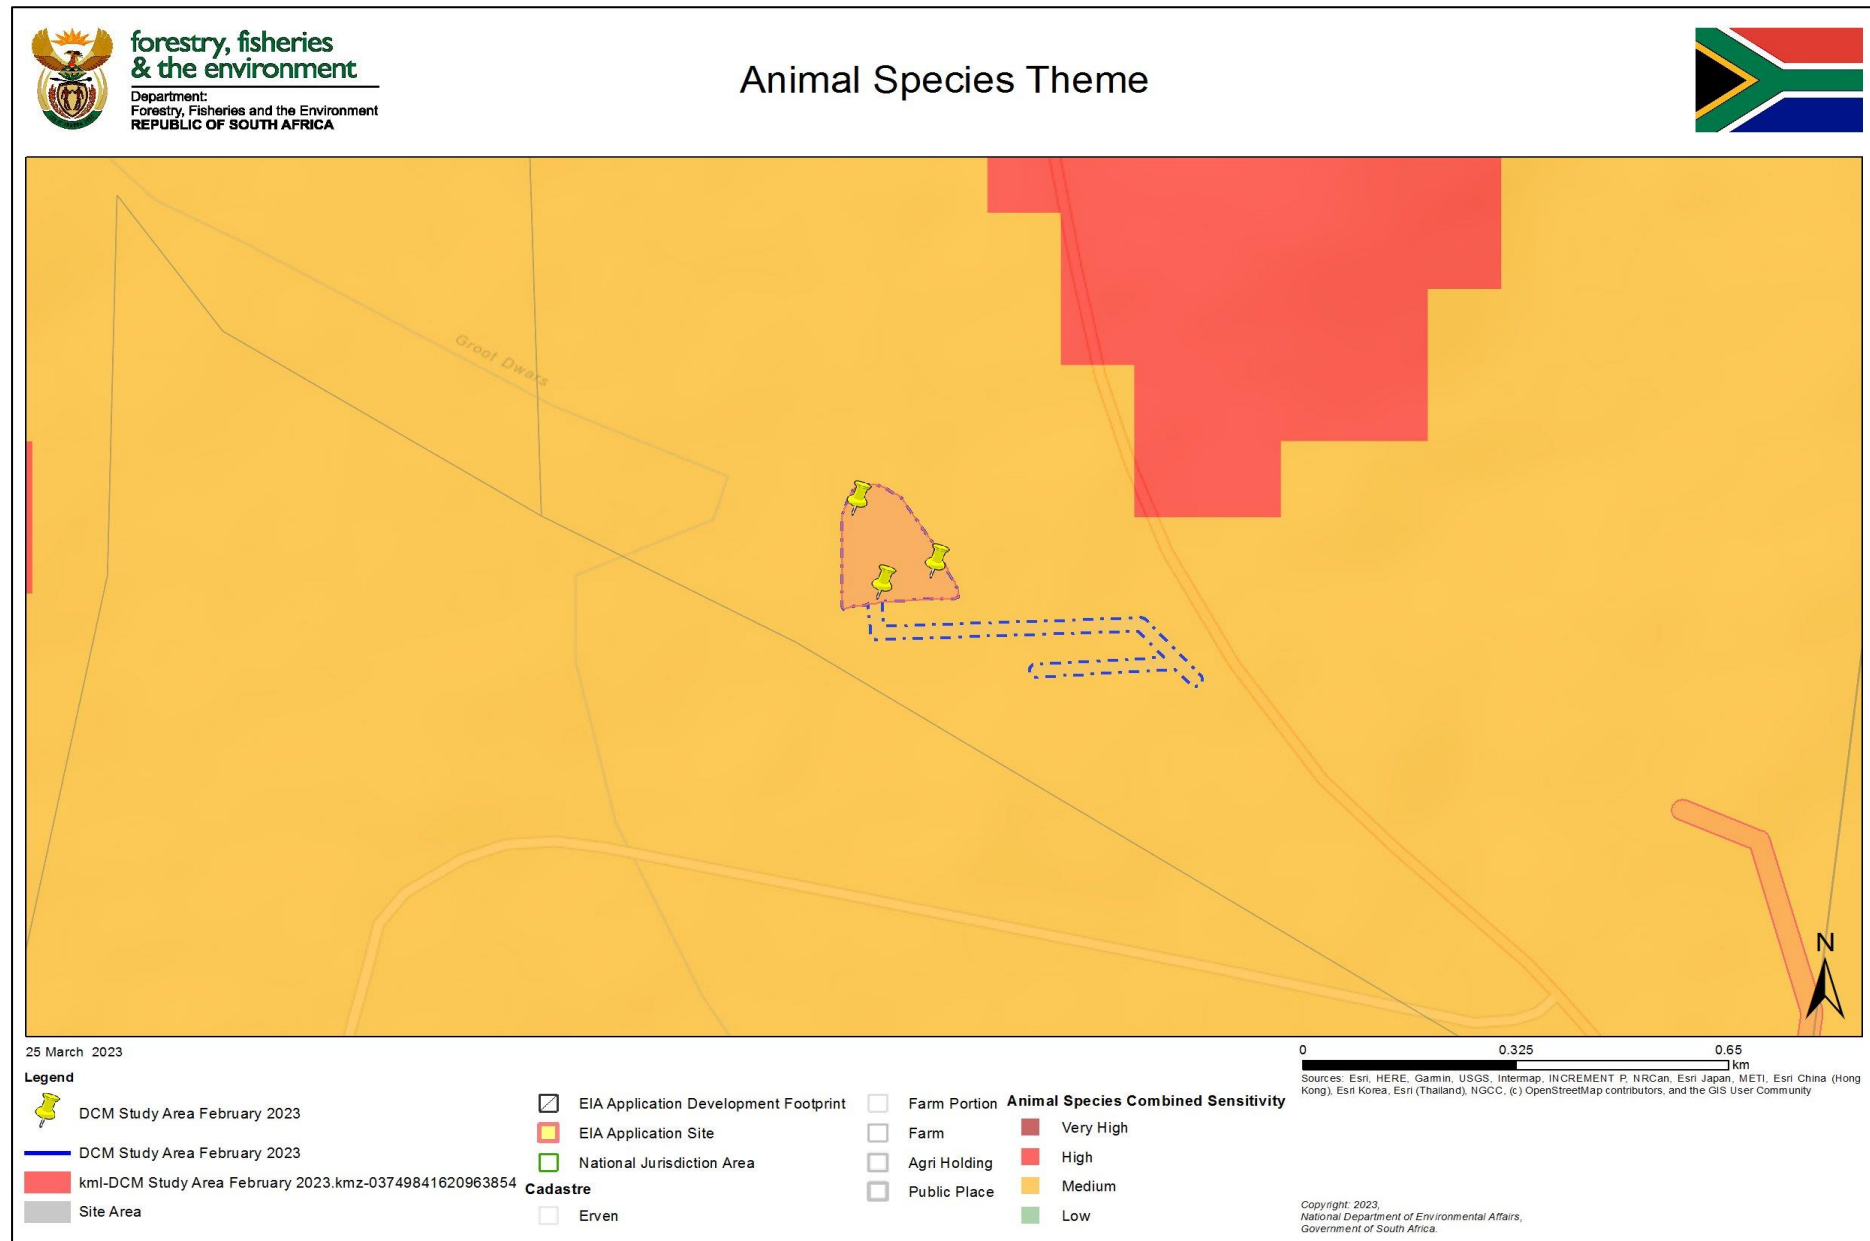 forestry, fisheries
& the environment
Department:
Forestry, Fisheries and the Environment
REPUBLIC OF SOUTH AFRICA
Animal Species Theme
Groot Dwars
N
25 March 2023
0 0.325 0.65
km
Sources: Esri, HERE, Garmin, USGS, Intermap, INCREMENT P, NRCan, Esri Japan, METI, Esri China (Hong
Kong), Esri Korea, Esri (Thailand), NGCC, (c) OpenStreetMap contributors, and the GIS User Community
Legend
DCM Study Area February 2023
DCM Study Area February 2023
kml-DCM Study Area February 2023.kmz-03749841620963854
Site Area
EIA Application Development Footprint
EIA Application Site
National Jurisdiction Area
Cadastre
Erven
Farm Portion
Farm
Agri Holding
Public Place
Animal Species Combined Sensitivity
Very High
High
Medium
Low
Copyright: 2023,
National Department of Environmental Affairs,
Government of South Africa.